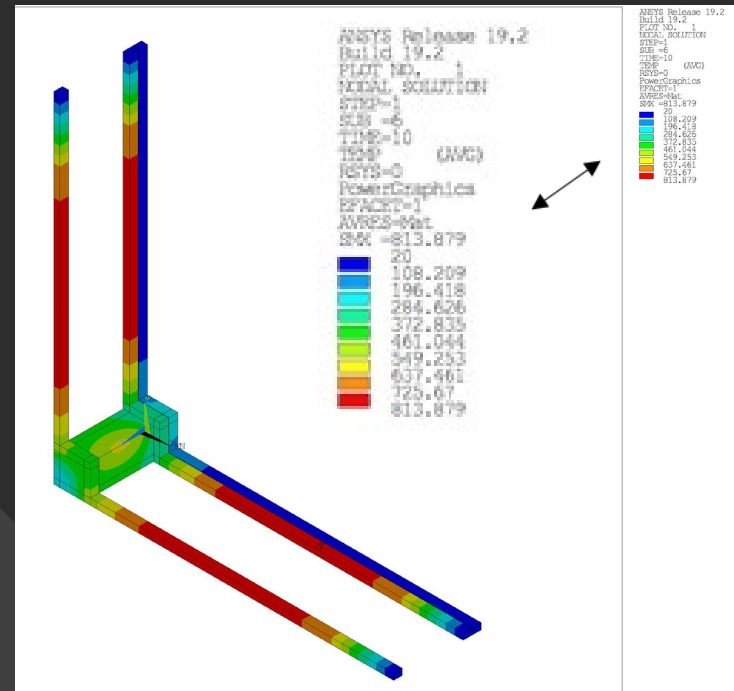 ANSYS Release 19.2
Build 19.2
PLOT NO. 1
NODAL SOLUTION
STEP=1
SUB =6
TIME=10
TEMP (AVG)
RSYS=0
PowerGraphics
EFACET=1
AVRES=Mat
SMX =813.879
20
108.209
196.418
284.626
372.835
461.044
549.253
637.461
725.67
813.879
ANSYS Release 19.2
Build 19.2
PLOT NO. 1
NODAL SOLUTION
STEP=1
SUB =6
TIME=10
TEMP (AVG)
RSYS=0
PowerGraphics
EFACET=1
AVRES=Mat
SMX =813.879
20
108.209
196.418
284.626
372.835
461.044
549.253
637.461
725.67
813.879